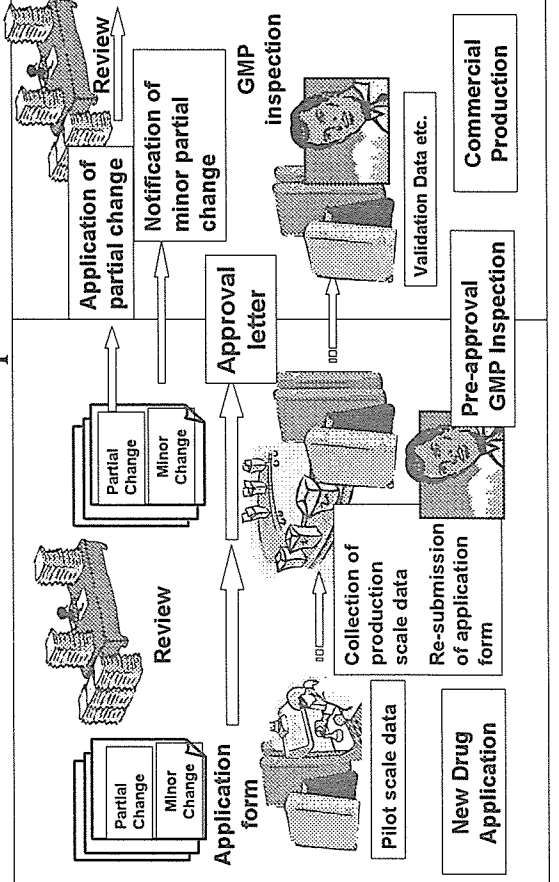 Partial
Change
Minor
Change
Application
form
Review
Partial
Change
Minor
Change
Application of
partial change
Review
Notification of
minor partial
change
Approval
letter
GMP
inspection
Pilot scale data
Collection of
production
scale data
Re-submission
of application
form
Validation Data etc.
New Drug
Application
Pre-approval
GMP Inspection
Commercial
Production